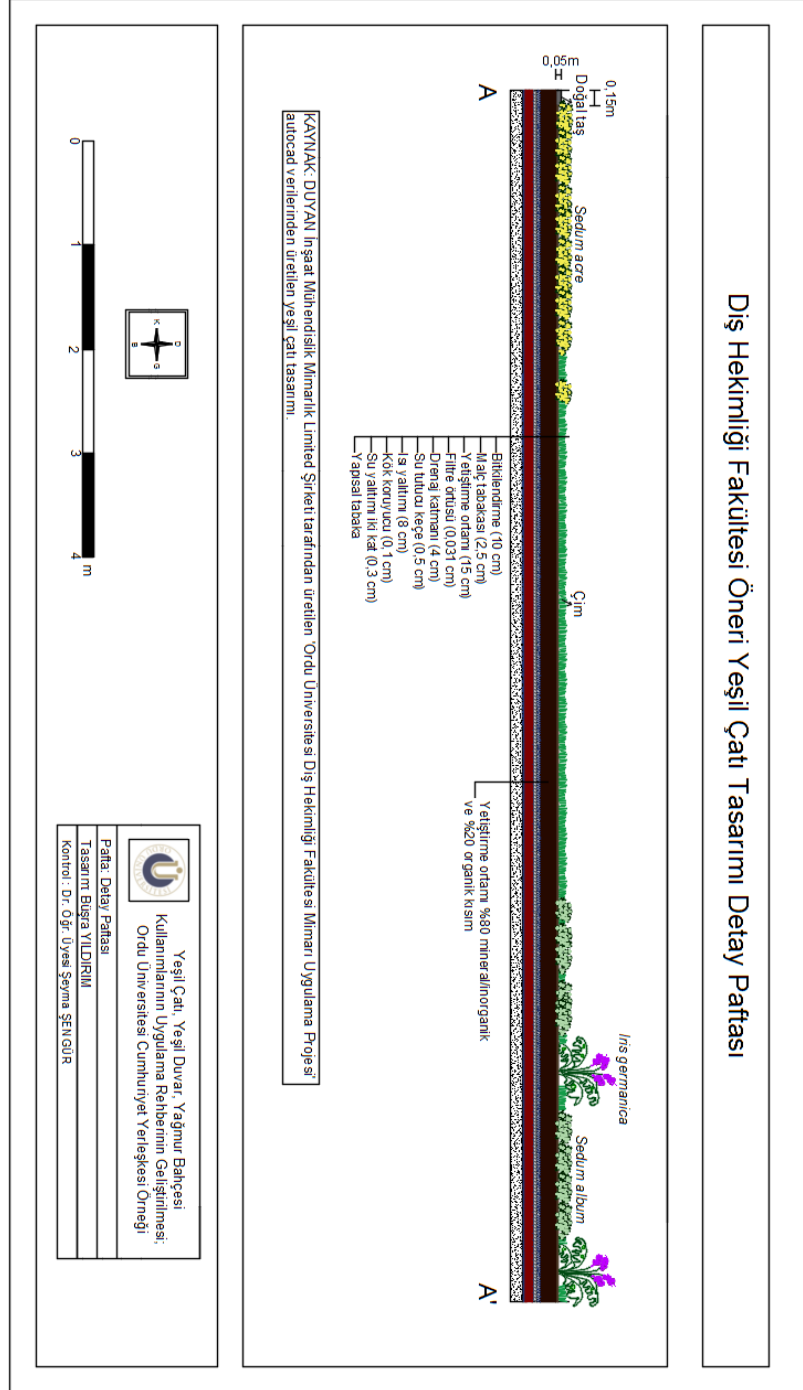 Diş Hekimliği Fakültesi Öneri Yeşil Çatı Tasarımı Detay Paftası
0,15m
0,05m
Doğal taş
Sedum acre
Çim
Iris germanica
Sedum album
A
A'
Bitkilendirme (10 cm)
Malç tabakası (2,5 cm)
Yetiştirme ortamı (15 cm)
Filtre örtüsü (0,031 cm)
Drenaj katmanı (4 cm)
Su tutucu keçe (0,5 cm)
Isı yalıtımı (8 cm)
Kök koruyucu (0,1 cm)
Su yalıtımı iki kat (0,3 cm)
Yapısal tabaka
Yetiştirme ortamı %80 mineral/inorganik
ve %20 organik kısım
KAYNAK: DUYAN İnşaat Mühendislik Mimarlık Limited Şirketi tarafından üretilen 'Ordu Üniversitesi Diş Hekimliği Fakültesi Mimari Uygulama Projesi'
autocad verilerinden üretilen yeşil çatı tasarımı.
K
D
B
G
0 1 2 3 4 m
Yeşil Çatı, Yeşil Duvar, Yağmur Bahçesi
Kullanımlarının Uygulama Rehberinin Geliştirilmesi;
Ordu Üniversitesi Cumhuriyet Yerleşkesi Örneği
Pafta: Detay Paftası
Tasarım: Büşra YILDIRIM
Kontrol: Dr. Öğr. Üyesi Şeyma ŞENGÜR